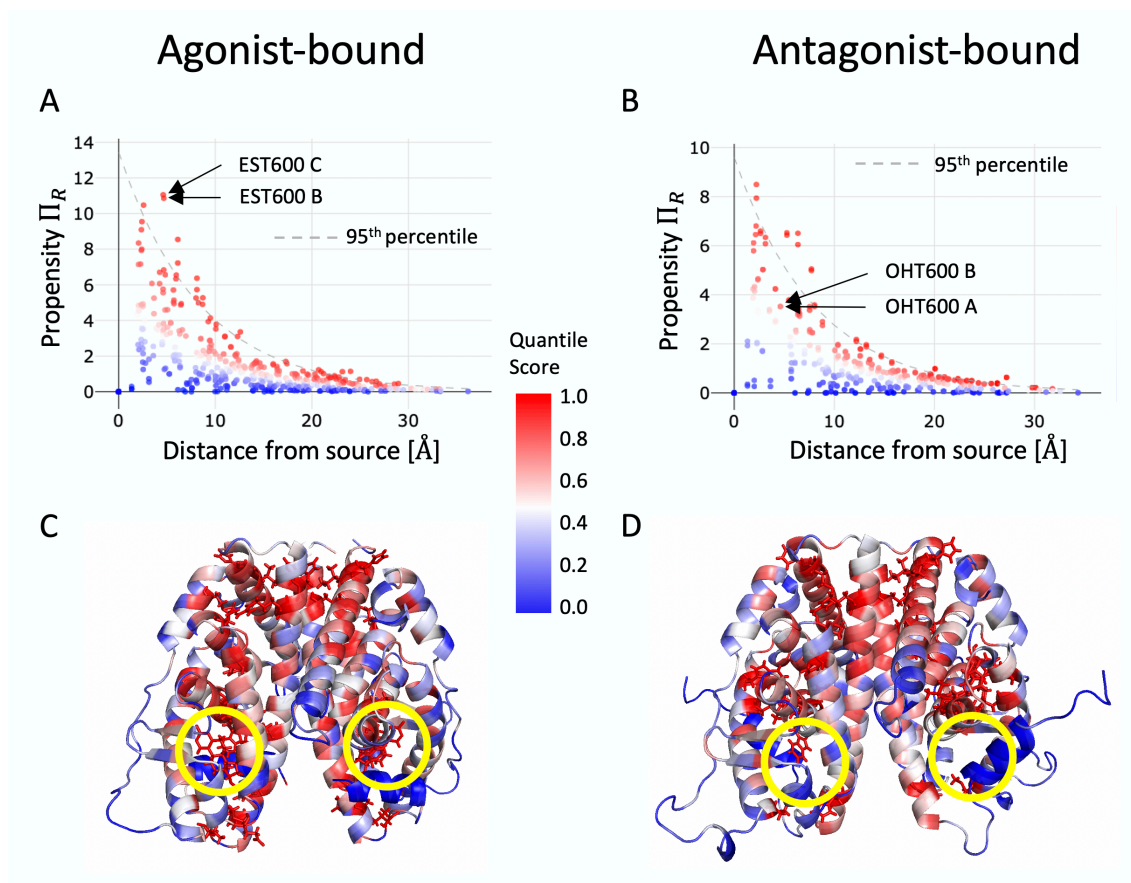 Agonist-bound
Antagonist-bound
A
14
12
10
8
6
4
2
0
Propensity Π_R
EST600 C
EST600 B
95th percentile
0
10
20
30
Distance from source [Å]
B
10
8
6
4
2
0
Propensity Π_R
95th percentile
OHT600 B
OHT600 A
0
10
20
30
Distance from source [Å]
Quantile
Score
1.0
0.8
0.6
0.4
0.2
0.0
C
D